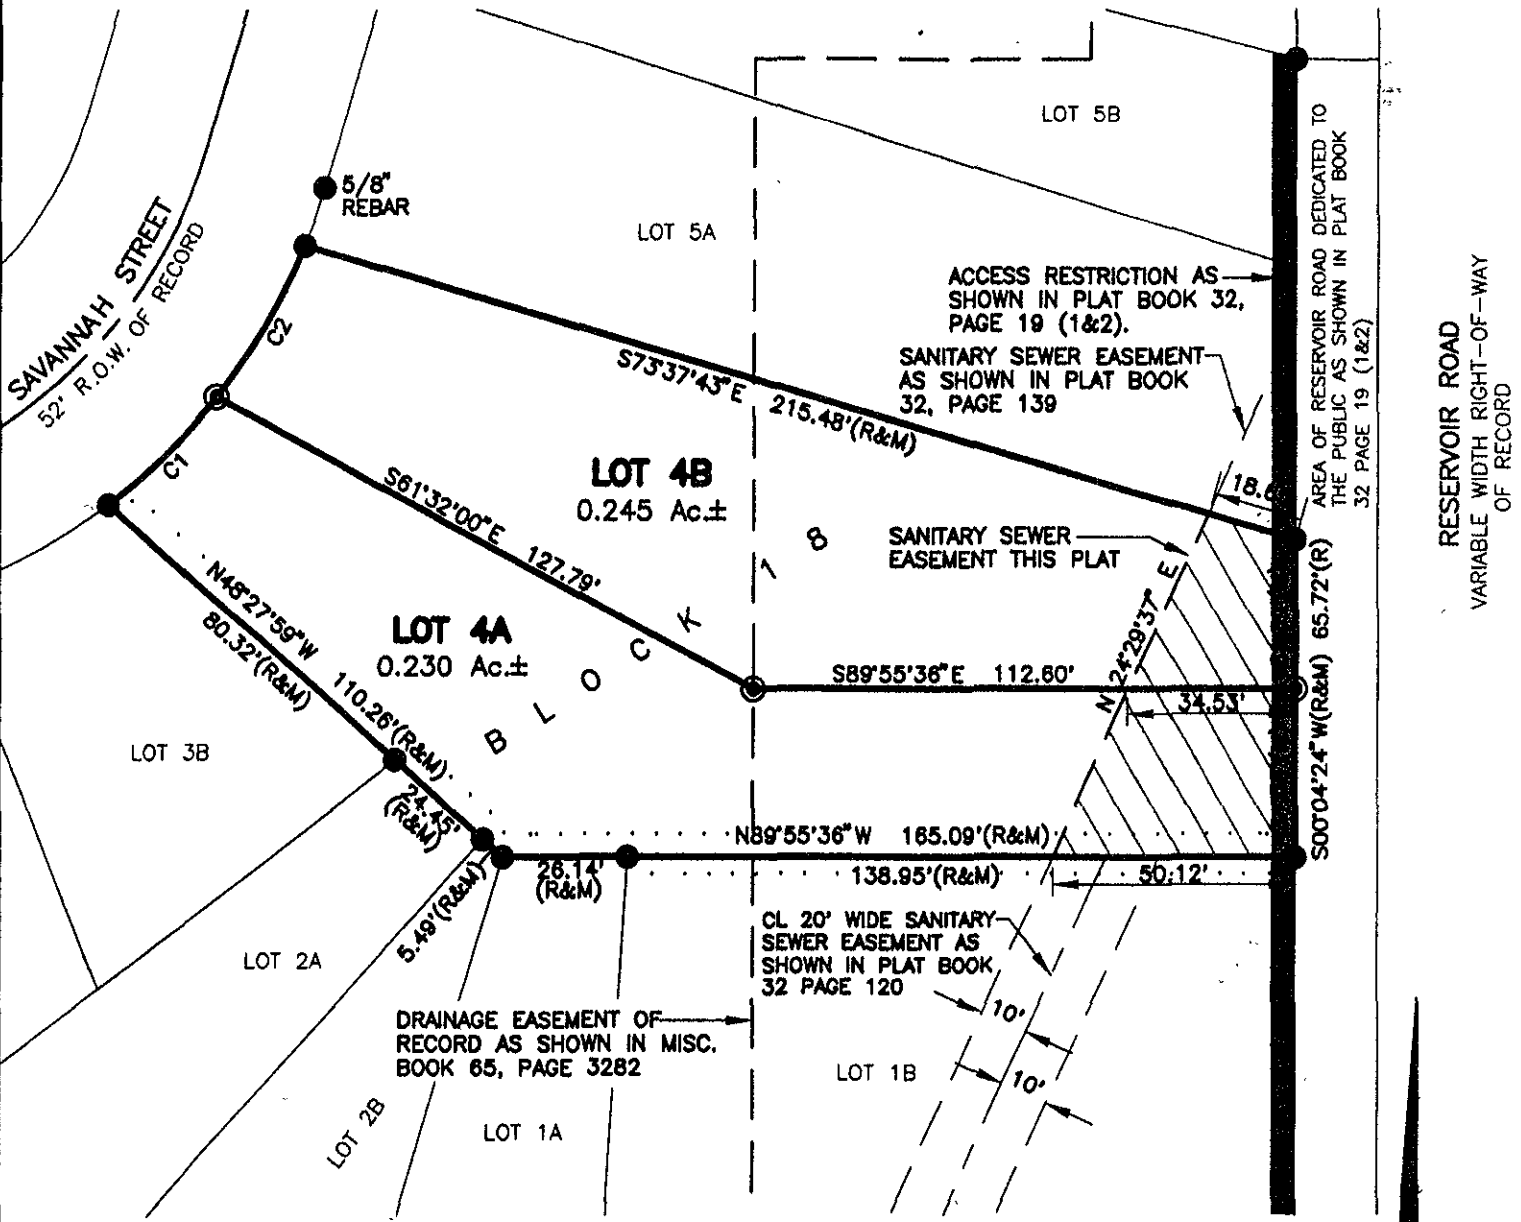 LOT 5B
5/8"
REBAR
LOT 5A
SAVANNAH STREET
52' R.O.W. OF RECORD
C2
C1
ACCESS RESTRICTION AS
SHOWN IN PLAT BOOK 32,
PAGE 19 (1&2).
SANITARY SEWER EASEMENT
AS SHOWN IN PLAT BOOK
32, PAGE 139
AREA OF RESERVOIR ROAD DEDICATED TO
THE PUBLIC AS SHOWN IN PLAT BOOK
32 PAGE 19 (1&2)
RESERVOIR ROAD
VARIABLE WIDTH RIGHT-OF-WAY
OF RECORD
S73°37'43"E 215.48'(R&M)
LOT 4B
0.245 Ac.±
S61°32'00"E 127.79'
SANITARY SEWER
EASEMENT THIS PLAT
N 24°29'37" E
BLOCK 18
LOT 4A
0.230 Ac.±
N48°27'59"W 110.26'(R&M)
80.32'(R&M)
24.45'
(R&M)
5.49'(R&M)
S89°55'36"E 112.60'
34.53'
S00°04'24"W(R&M) 65.72'(R)
N89°55'36"W 165.09'(R&M)
26.14'
(R&M)
138.95'(R&M)
50.12'
LOT 3B
LOT 2A
LOT 2B
LOT 1A
LOT 1B
CL 20' WIDE SANITARY
SEWER EASEMENT AS
SHOWN IN PLAT BOOK
32 PAGE 120
10'
10'
DRAINAGE EASEMENT OF
RECORD AS SHOWN IN MISC.
BOOK 65, PAGE 3282